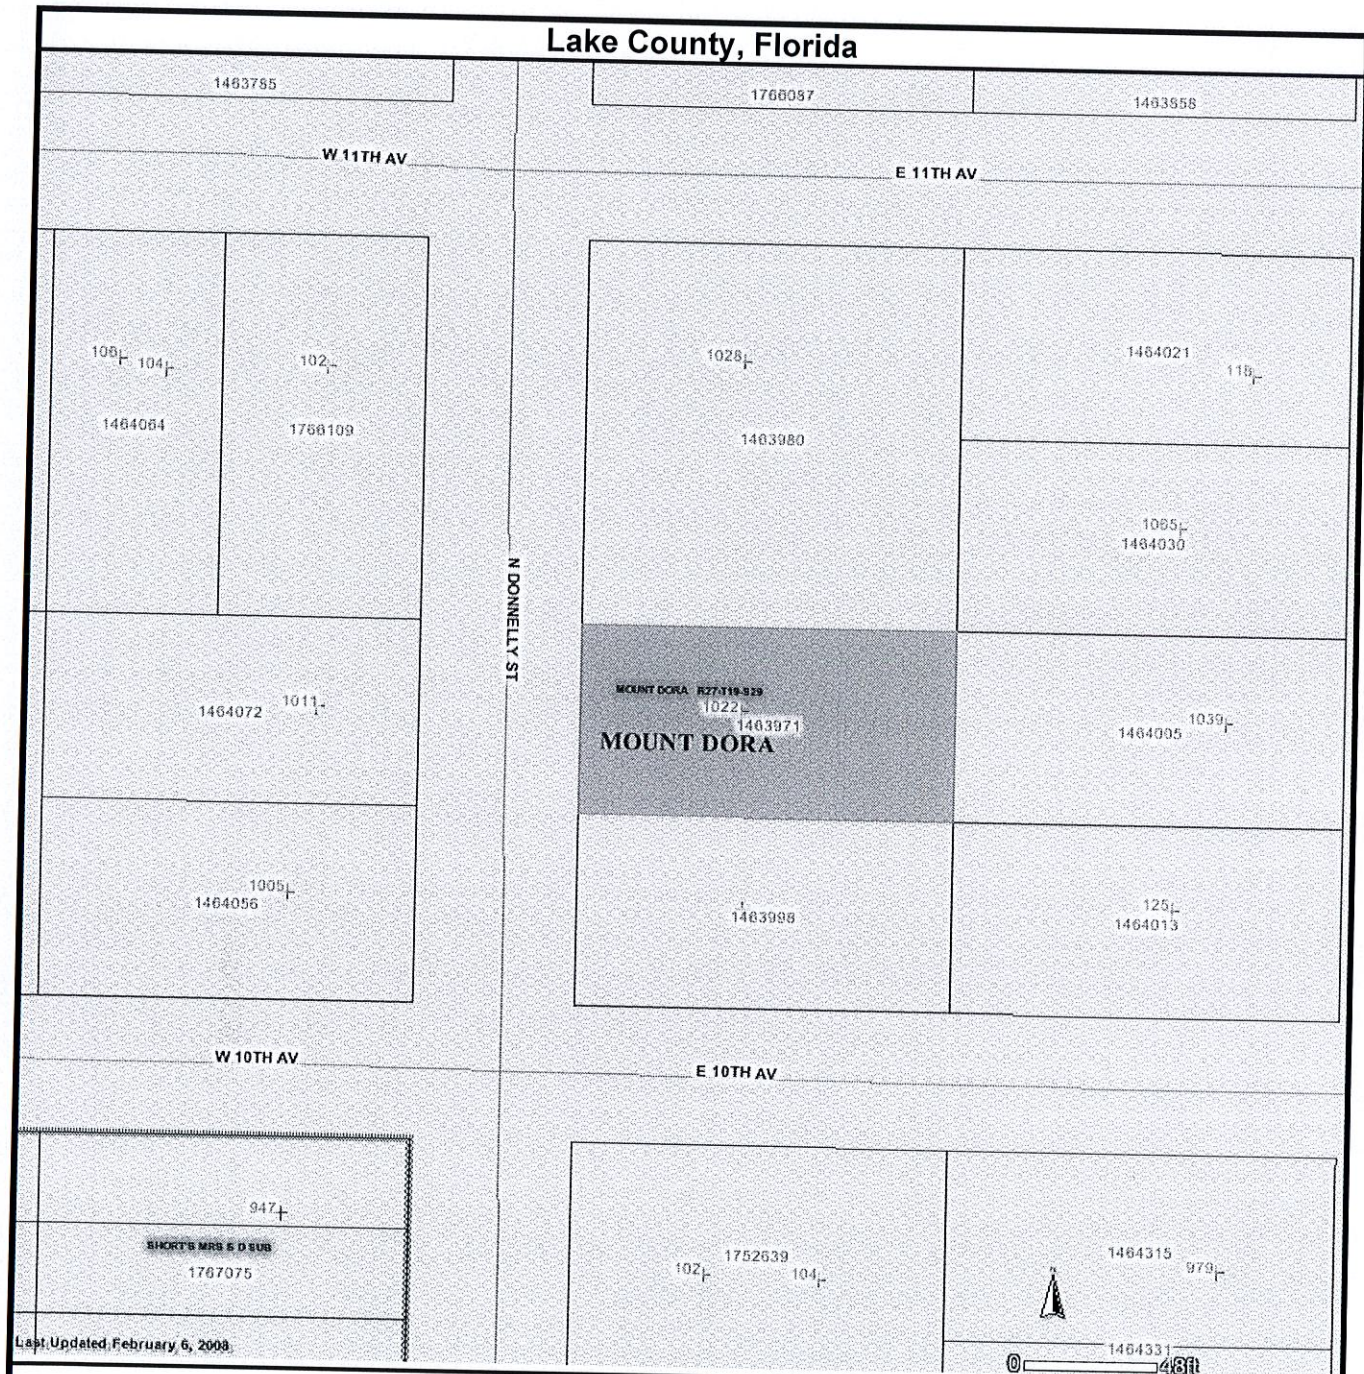 Lake County, Florida
1463785
1766087
1463858
W 11TH AV
E 11TH AV
106
104
102
1464064
1766109
1028
1463980
1464021
118
1065
1464030
N DONNELLY ST
MOUNT DORA R27-T19-S29
1022
1463971
MOUNT DORA
1464072
1011
1039
1464005
1005
1464056
1463998
125
1464013
W 10TH AV
E 10TH AV
947
SHORT'S MRS S D SUB
1767075
1752639
102
104
1464315
979
N
1464331
Last Updated February 6, 2008
0
48ft